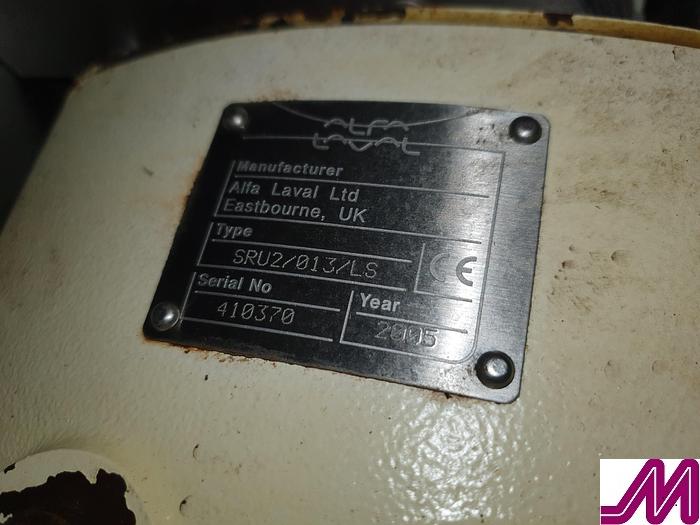 ALFA
LAVAL
Manufacturer
Alfa Laval Ltd
Eastbourne, UK
Type
SRU2/013/LS
CE
Serial No
410370
Year
2005
M